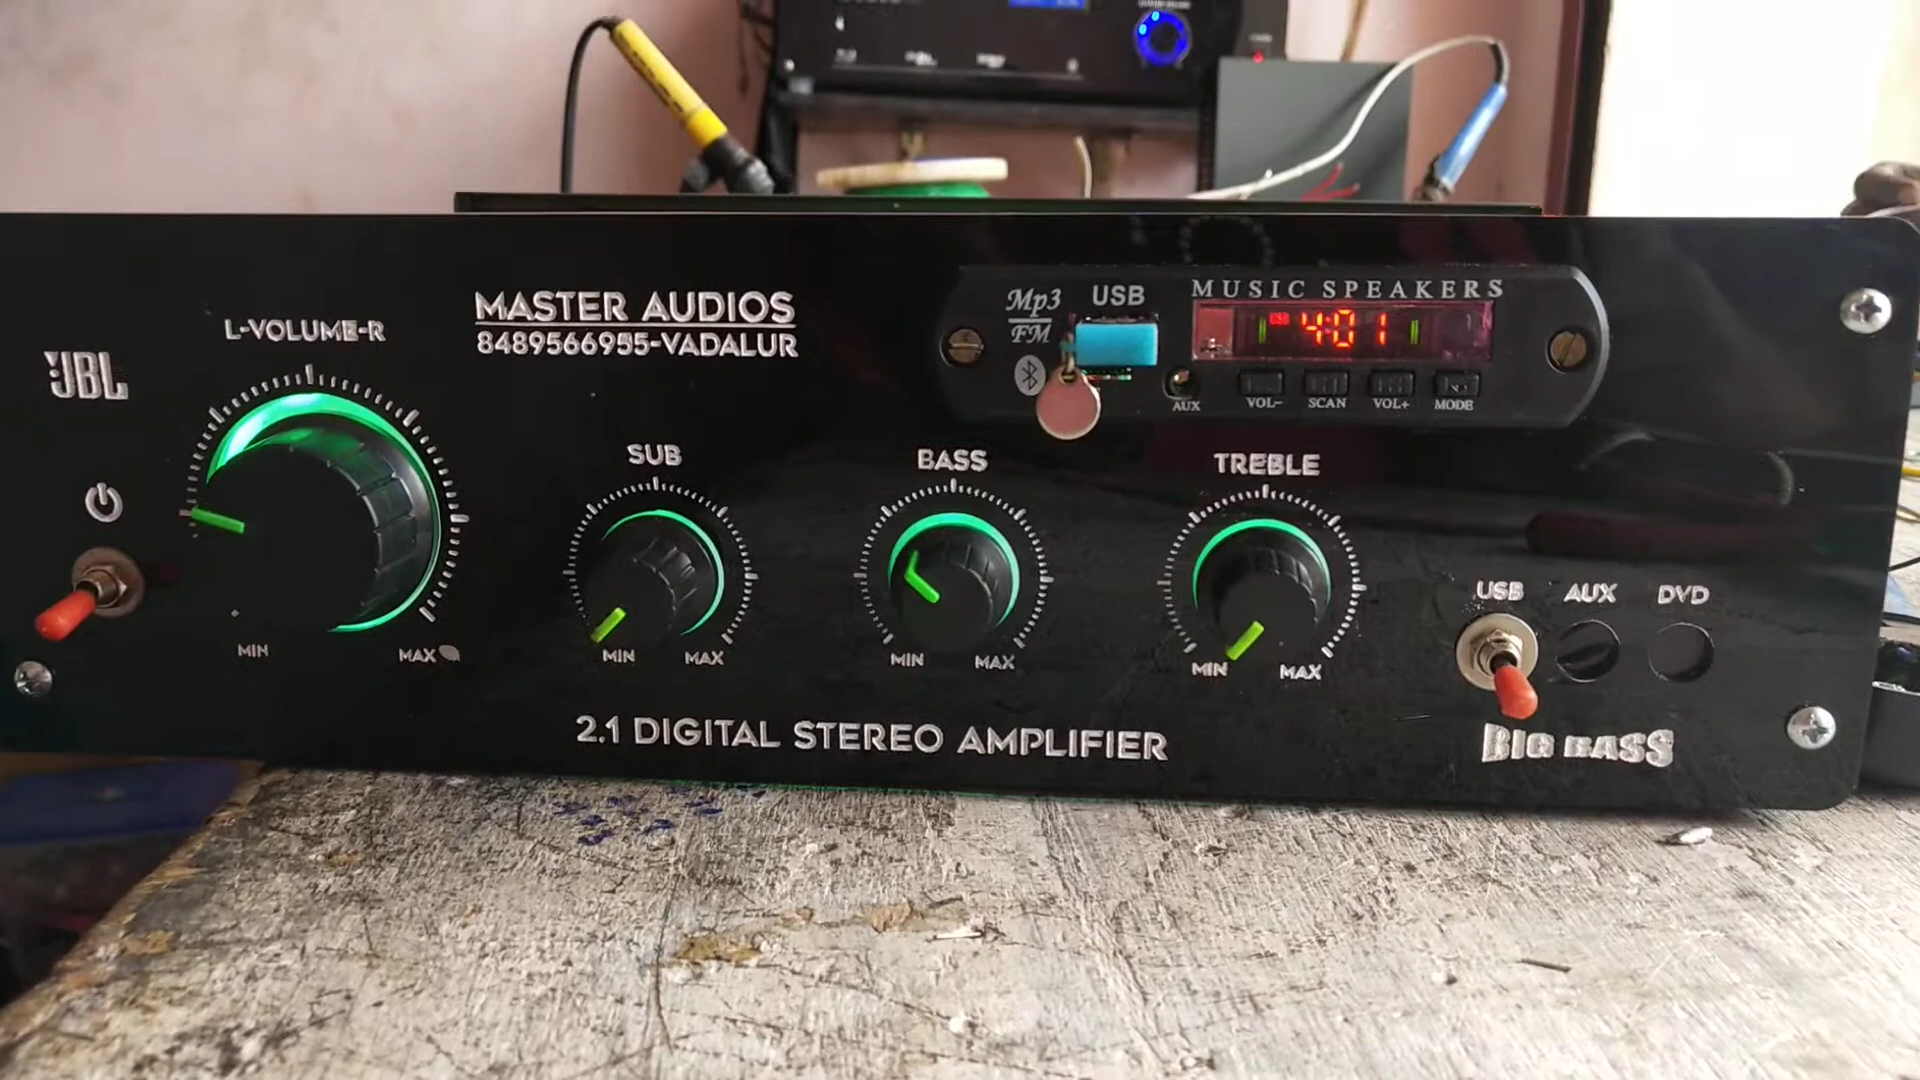 JBL
L-VOLUME-R
MIN
MAX
MASTER AUDIOS
8489566955-VADALUR
Mp3
FM
USB
MUSIC SPEAKERS
USB
4:01
AUX
VOL-
SCAN
VOL+
MODE
SUB
MIN
MAX
BASS
MIN
MAX
TREBLE
MIN
MAX
USB
AUX
DVD
2.1 DIGITAL STEREO AMPLIFIER
BIG BASS